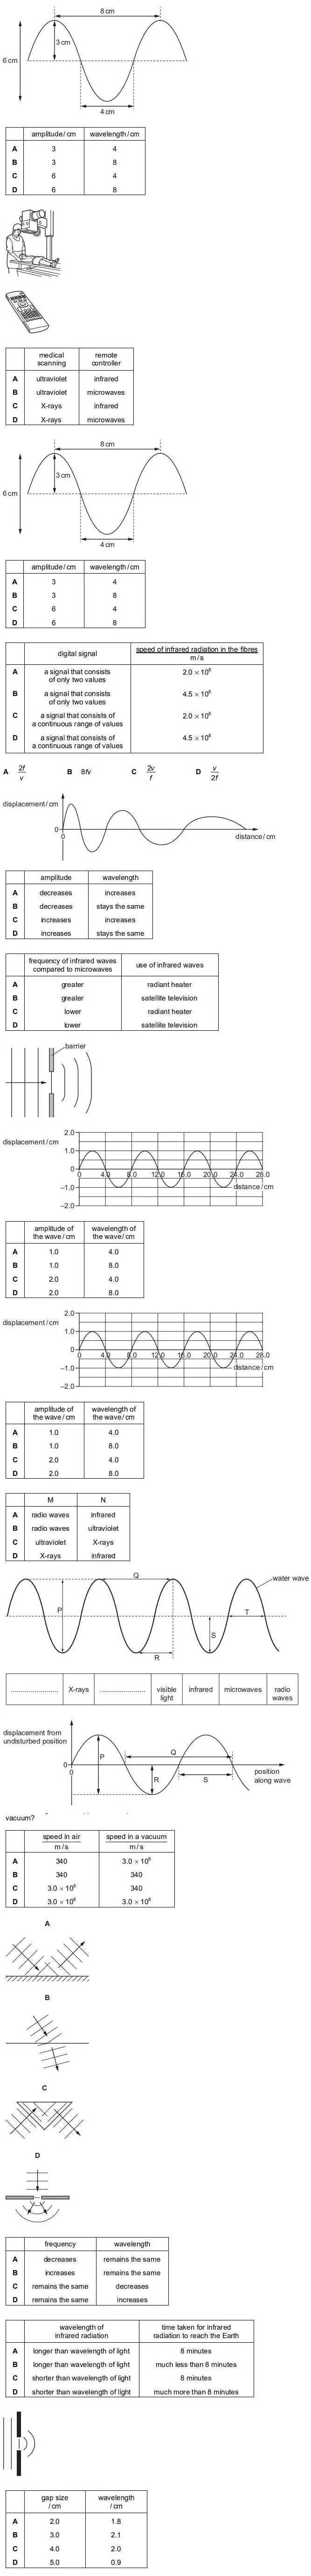 8 cm
6 cm
3 cm
4 cm
amplitude / cm wavelength / cm
A 3 4
B 3 8
C 6 4
D 6 8
medical scanning remote controller
A ultraviolet infrared
B ultraviolet microwaves
C X-rays infrared
D X-rays microwaves
8 cm
6 cm
3 cm
4 cm
amplitude / cm wavelength / cm
A 3 4
B 3 8
C 6 4
D 6 8
digital signal speed of infrared radiation in the fibres
m / s
A a signal that consists of only two values 2.0 × 10⁸
B a signal that consists of only two values 4.5 × 10⁸
C a signal that consists of a continuous range of values 2.0 × 10⁸
D a signal that consists of a continuous range of values 4.5 × 10⁸
A 2f/v B 8fv C 2v/f D v/2f
displacement / cm
0
0
distance / cm
amplitude wavelength
A decreases increases
B decreases stays the same
C increases increases
D increases stays the same
frequency of infrared waves compared to microwaves use of infrared waves
A greater radiant heater
B greater satellite television
C lower radiant heater
D lower satellite television
barrier
displacement / cm
2.0
1.0
0
0 4.0 8.0 12.0 16.0 20.0 24.0 28.0
–1.0
distance / cm
–2.0
amplitude of the wave / cm wavelength of the wave / cm
A 1.0 4.0
B 1.0 8.0
C 2.0 4.0
D 2.0 8.0
displacement / cm
2.0
1.0
0
0 4.0 8.0 12.0 16.0 20.0 24.0 28.0
–1.0
distance / cm
–2.0
amplitude of the wave / cm wavelength of the wave / cm
A 1.0 4.0
B 1.0 8.0
C 2.0 4.0
D 2.0 8.0
M N
A radio waves infrared
B radio waves ultraviolet
C ultraviolet X-rays
D X-rays infrared
Q
water wave
P
T
S
R
...................... X-rays ..................... visible light infrared microwaves radio waves
displacement from undisturbed position
0
0
P
Q
R
S
position along wave
vacuum?
speed in air speed in a vacuum
m / s m / s
A 340 3.0 × 10⁸
B 340 340
C 3.0 × 10⁸ 340
D 3.0 × 10⁸ 3.0 × 10⁸
A
B
C
D
frequency wavelength
A decreases remains the same
B increases remains the same
C remains the same decreases
D remains the same increases
wavelength of infrared radiation time taken for infrared radiation to reach the Earth
A longer than wavelength of light 8 minutes
B longer than wavelength of light much less than 8 minutes
C shorter than wavelength of light 8 minutes
D shorter than wavelength of light much more than 8 minutes
gap size / cm wavelength / cm
A 2.0 1.8
B 3.0 2.1
C 4.0 2.0
D 5.0 0.9